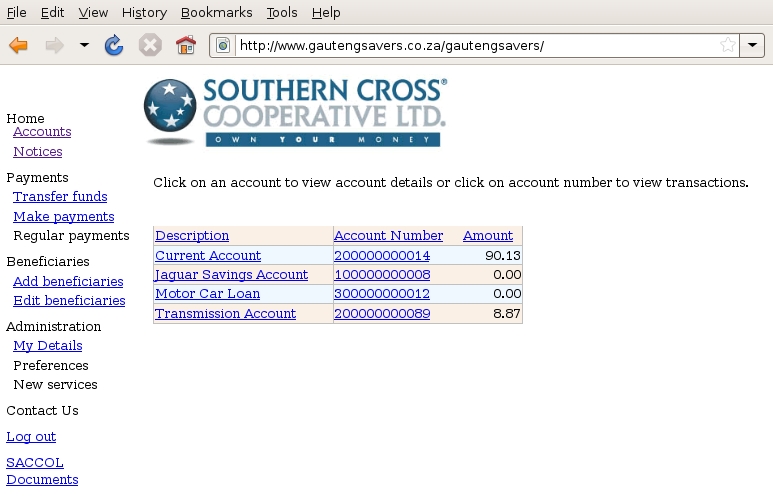 File Edit View History Bookmarks Tools Help
http://www.gautengsavers.co.za/gautengsavers/
SOUTHERN CROSS®
COOPERATIVE LTD.
OWN YOUR MONEY
Home
Accounts
Notices
Payments
Transfer funds
Make payments
Regular payments
Beneficiaries
Add beneficiaries
Edit beneficiaries
Administration
My Details
Preferences
New services
Contact Us
Log out
SACCOL
Documents
Click on an account to view account details or click on account number to view transactions.
Description Account Number Amount
Current Account 200000000014 90.13
Jaguar Savings Account 100000000008 0.00
Motor Car Loan 300000000012 0.00
Transmission Account 200000000089 8.87